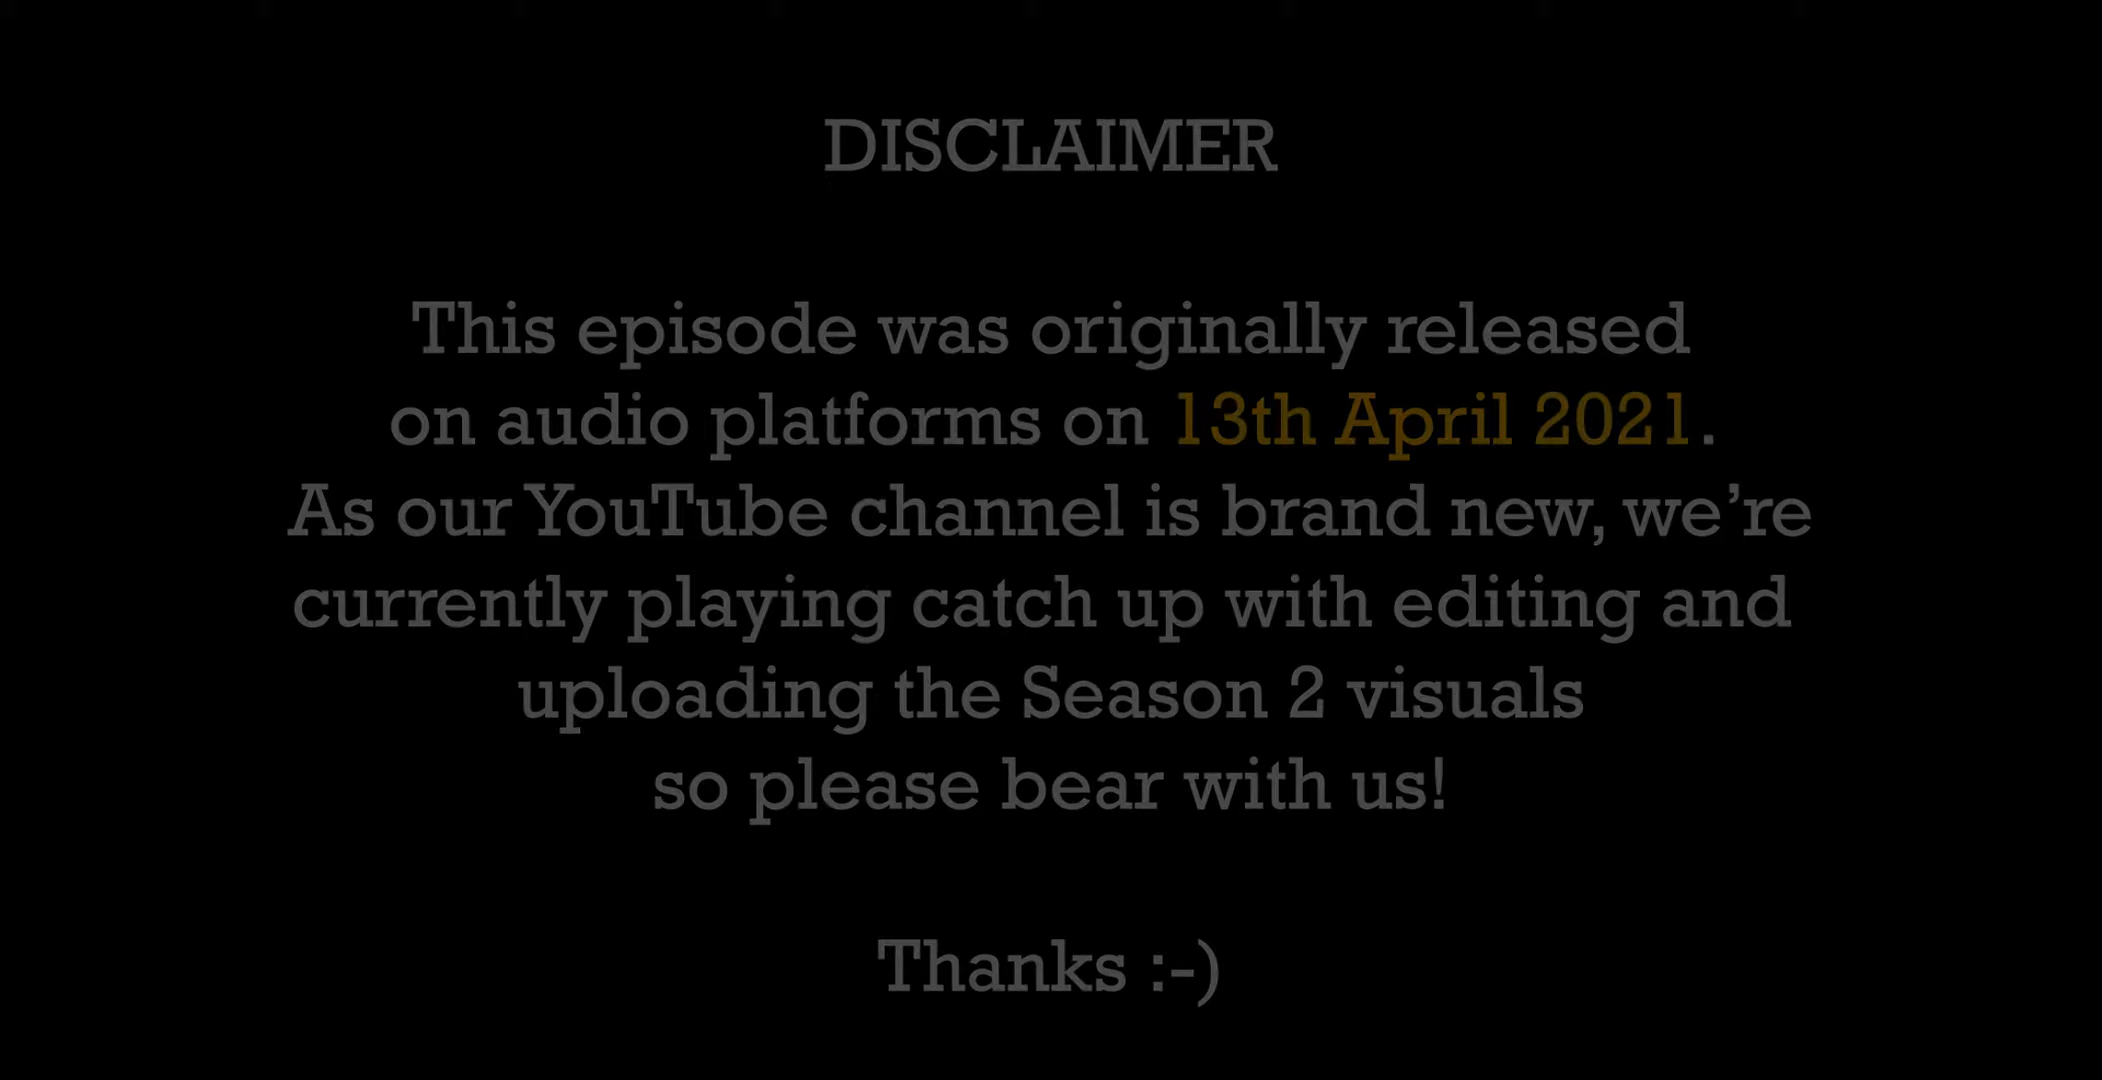 DISCLAIMER
This episode was originally released
on audio platforms on 13th April 2021.
As our YouTube channel is brand new, we’re
currently playing catch up with editing and
uploading the Season 2 visuals
so please bear with us!
Thanks :-)